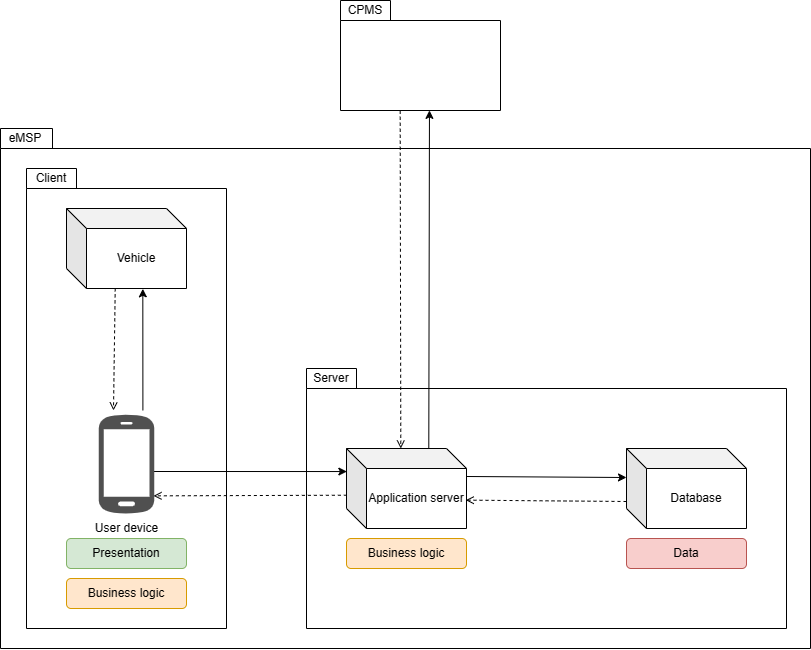 CPMS
eMSP
Client
Vehicle
Server
Application server
Database
User device
Presentation
Business logic
Data
Business logic